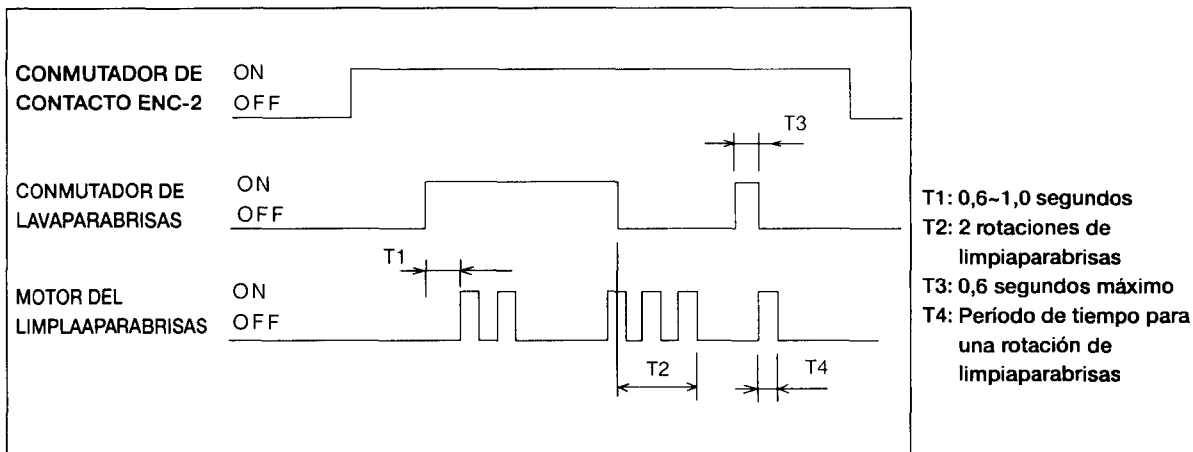 CONMUTADOR DE
CONTACTO ENC-2
ON
OFF
T3
CONMUTADOR DE
LAVAPARABRISAS
ON
OFF
T1
MOTOR DEL
LIMPLAAPARABRISAS
ON
OFF
T2
T4
T1: 0,6~1,0 segundos
T2: 2 rotaciones de
limpiaparabrisas
T3: 0,6 segundos máximo
T4: Período de tiempo para
una rotación de
limpiaparabrisas